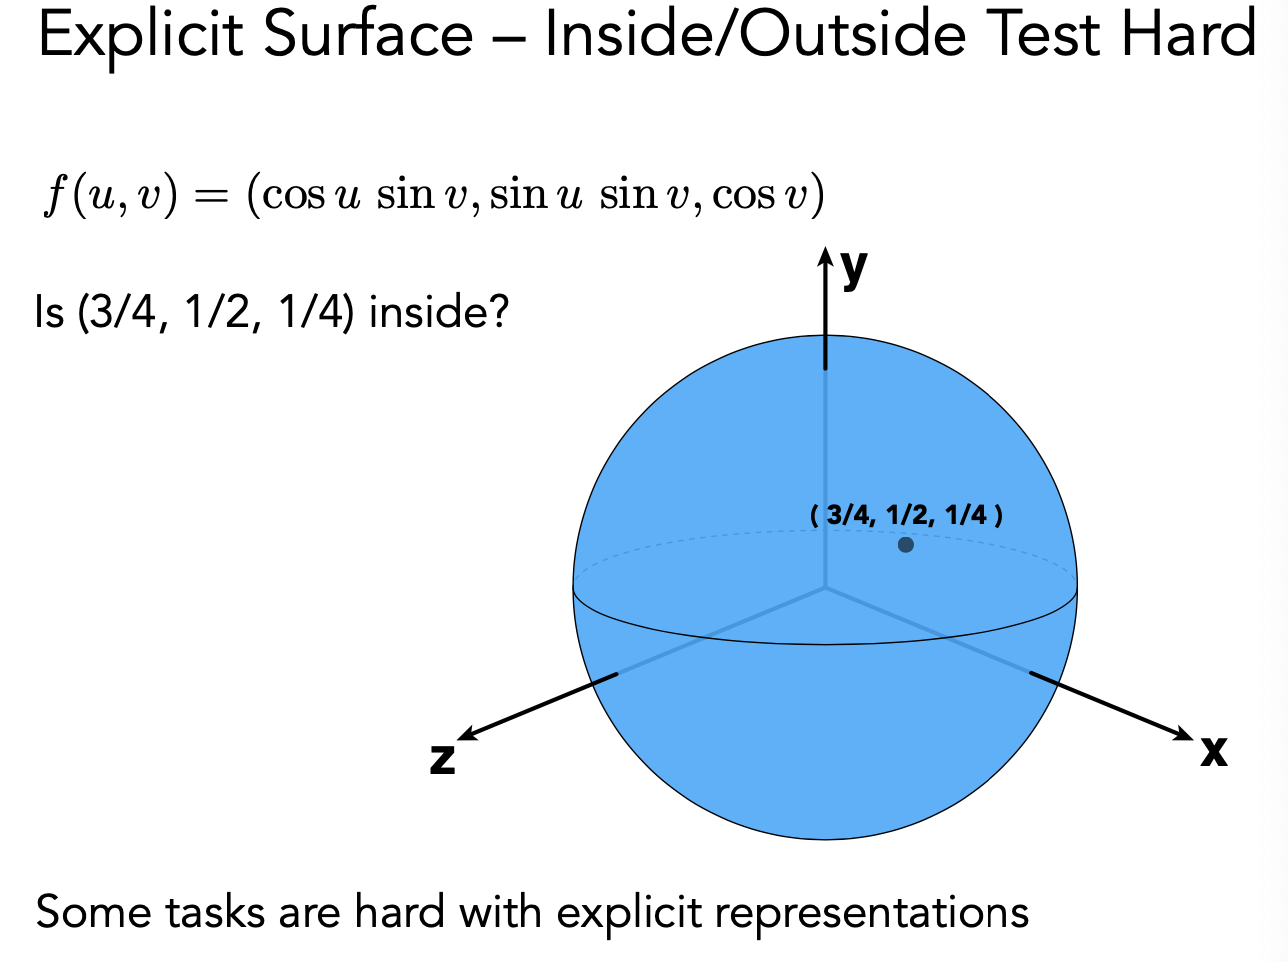 Explicit Surface – Inside/Outside Test Hard
f(u, v) = (cos u sin v, sin u sin v, cos v)
Is (3/4, 1/2, 1/4) inside?
y
( 3/4, 1/2, 1/4 )
z
x
Some tasks are hard with explicit representations